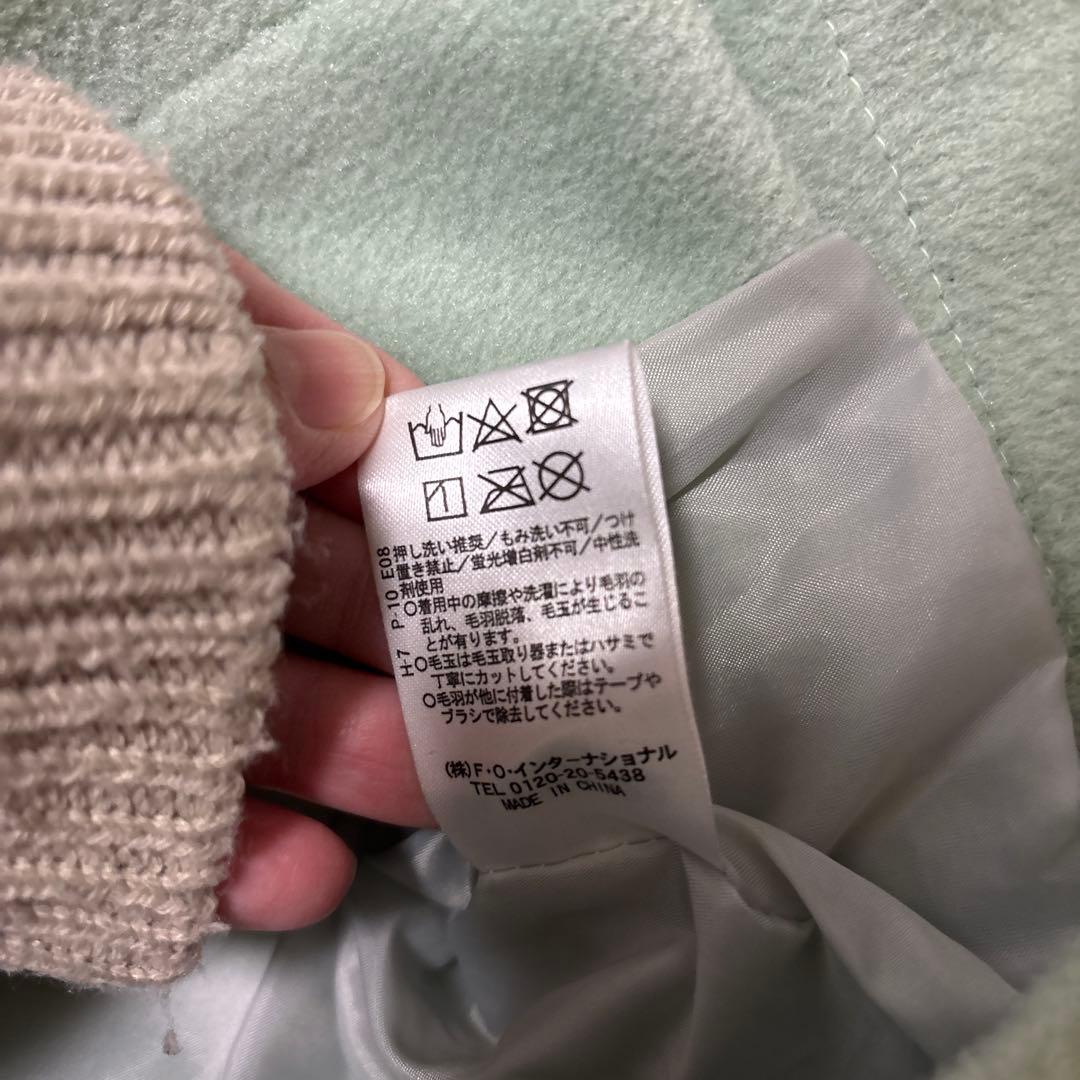 押し洗い推奨/もみ洗い不可/つけ
置き禁止/蛍光増白剤不可/中性洗
剤使用
○着用中の摩擦や洗濯により毛羽の
乱れ、毛羽脱落、毛玉が生じるこ
とが有ります。
○毛玉は毛玉取り器またはハサミで
丁寧にカットしてください。
○毛羽が他に付着した際はテープや
ブラシで除去してください。
H-7 P-10 E08
(株)F・O・インターナショナル
TEL 0120-20-5438
MADE IN CHINA